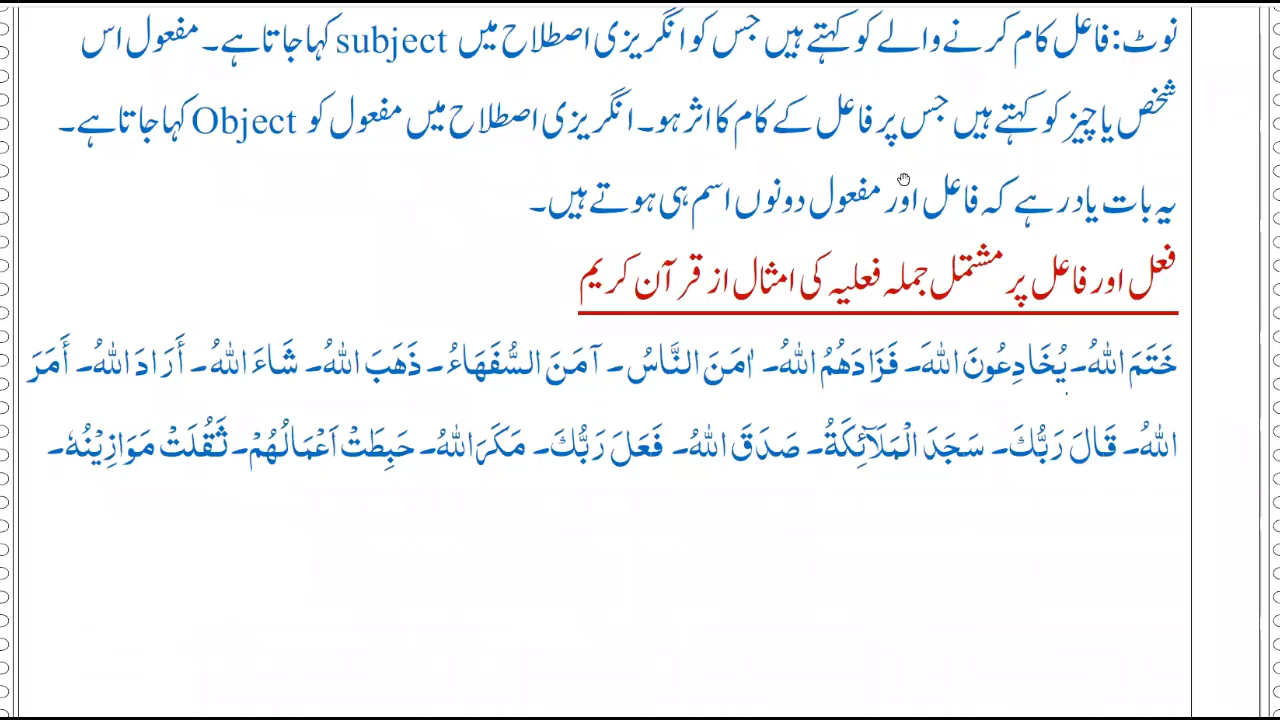 نوٹ: فاعل کام کرنے والے کو کہتے ہیں جس کو انگریزی اصطلاح میں subject کہا جاتا ہے۔ مفعول اس
شخص یا چیز کو کہتے ہیں جس پر فاعل کے کام کا اثر ہو۔ انگریزی اصطلاح میں مفعول کو Object کہا جاتا ہے۔
یہ بات یاد رہے کہ فاعل اور مفعول دونوں اسم ہی ہوتے ہیں۔
فعل اور فاعل پر مشتمل جملہ فعلیہ کی امثال از قرآن کریم
خَتَمَ اللهُ۔ يُخَادِعُونَ اللهَ۔ فَزَادَهُمُ اللهُ۔ اٰمَنَ النَّاسُ۔ آمَنَ السُّفَهَاءُ۔ ذَهَبَ اللهُ۔ شَاءَ اللهُ۔ أَرَادَ اللهُ۔ أَمَرَ
اللهُ۔ قَالَ رَبُّكَ۔ سَجَدَ الْمَلَآئِكَةُ۔ صَدَقَ اللهُ۔ فَعَلَ رَبُّكَ۔ مَكَرَ اللهُ۔ حَبِطَتْ اَعْمَالُهُمْ۔ ثَقُلَتْ مَوَازِيْنُهٗ۔